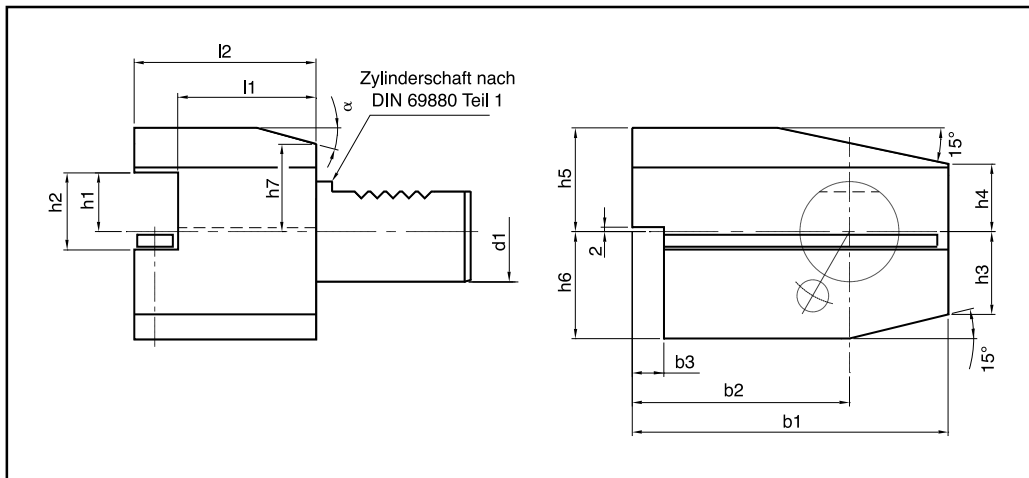 l2
l1
α
Zylinderschaft nach
DIN 69880 Teil 1
h2
h1
h7
d1
h5
h6
2
15°
h4
h3
15°
b3
b2
b1